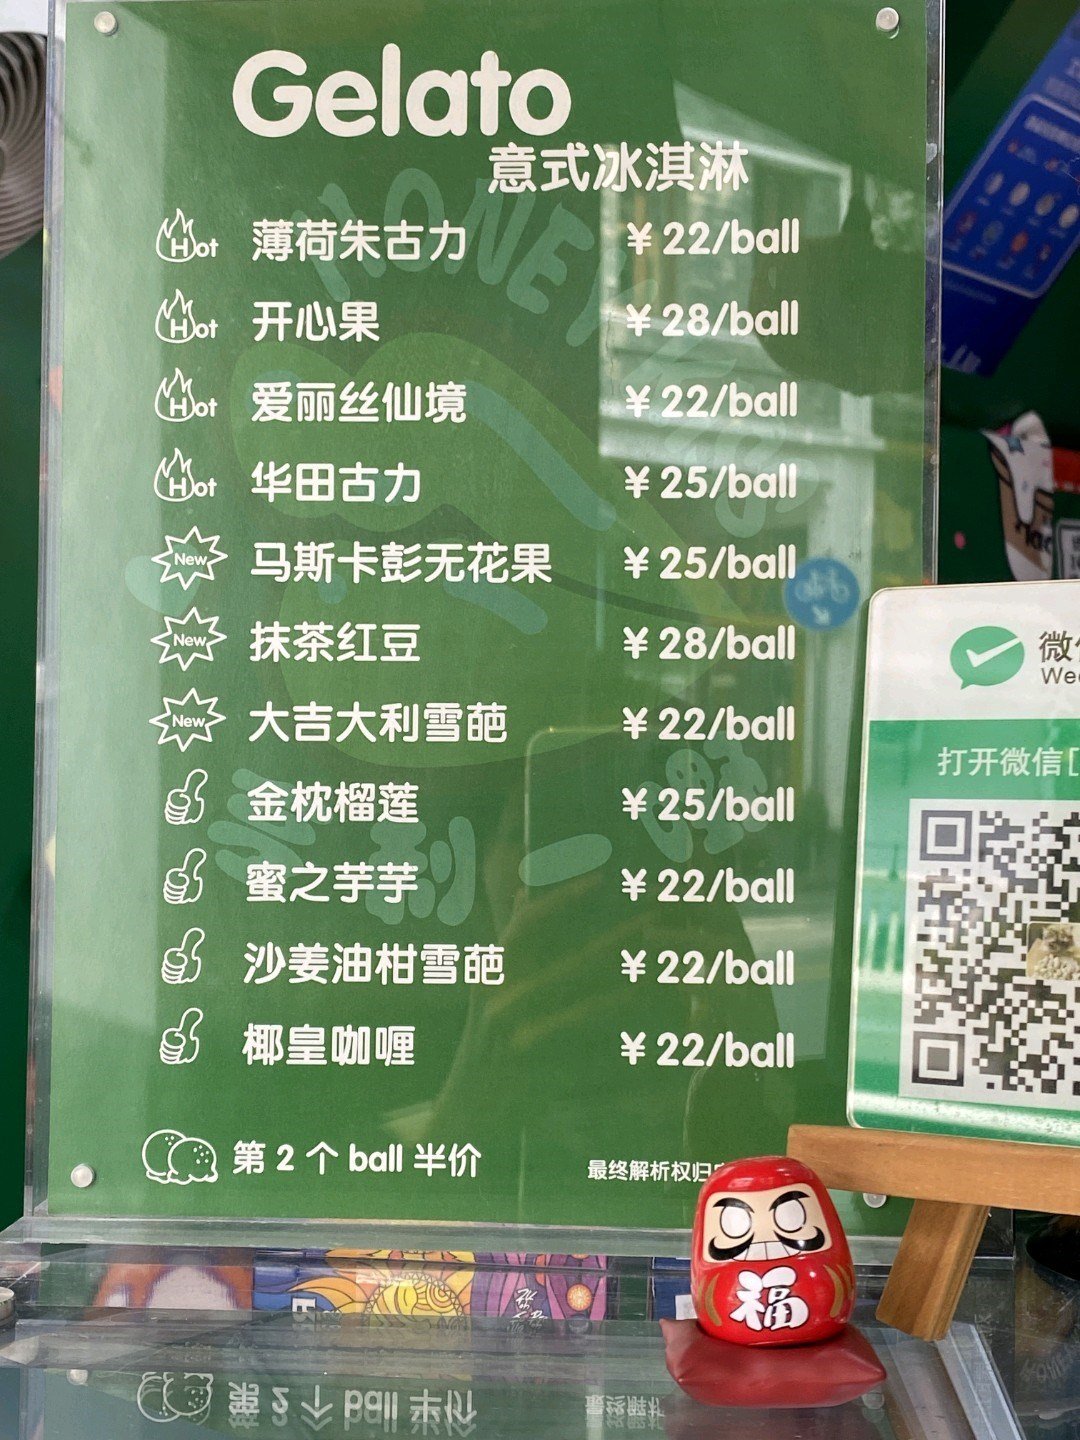 Gelato
意式冰淇淋
Hot 薄荷朱古力 ¥22/ball
Hot 开心果 ¥28/ball
Hot 爱丽丝仙境 ¥22/ball
Hot 华田古力 ¥25/ball
New 马斯卡彭无花果 ¥25/ball
New 抹茶红豆 ¥28/ball
New 大吉大利雪葩 ¥22/ball
金枕榴莲 ¥25/ball
蜜之芋芋 ¥22/ball
沙姜油柑雪葩 ¥22/ball
椰皇咖喱 ¥22/ball
第 2 个 ball 半价
最终解析权归
微
打开微信
福